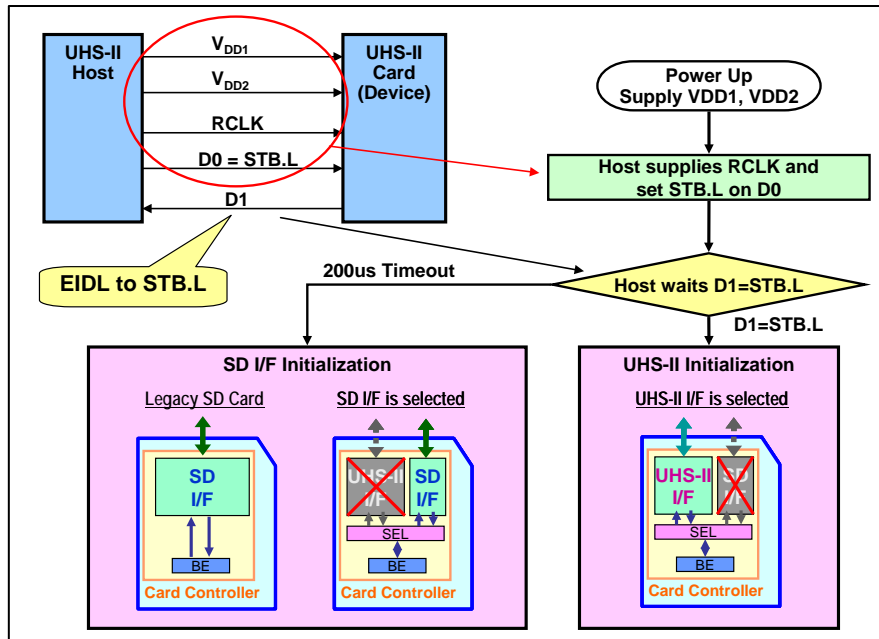 UHS-II
Host
VDD1
VDD2
RCLK
D0 = STB.L
D1
UHS-II
Card
(Device)
EIDL to STB.L
Power Up
Supply VDD1, VDD2
Host supplies RCLK and
set STB.L on D0
Host waits D1=STB.L
200us Timeout
D1=STB.L
SD I/F Initialization
Legacy SD Card
SD
I/F
BE
Card Controller
SD I/F is selected
UHS-II
I/F
SD
I/F
SEL
BE
Card Controller
UHS-II Initialization
UHS-II I/F is selected
UHS-II
I/F
SD
I/F
SEL
BE
Card Controller